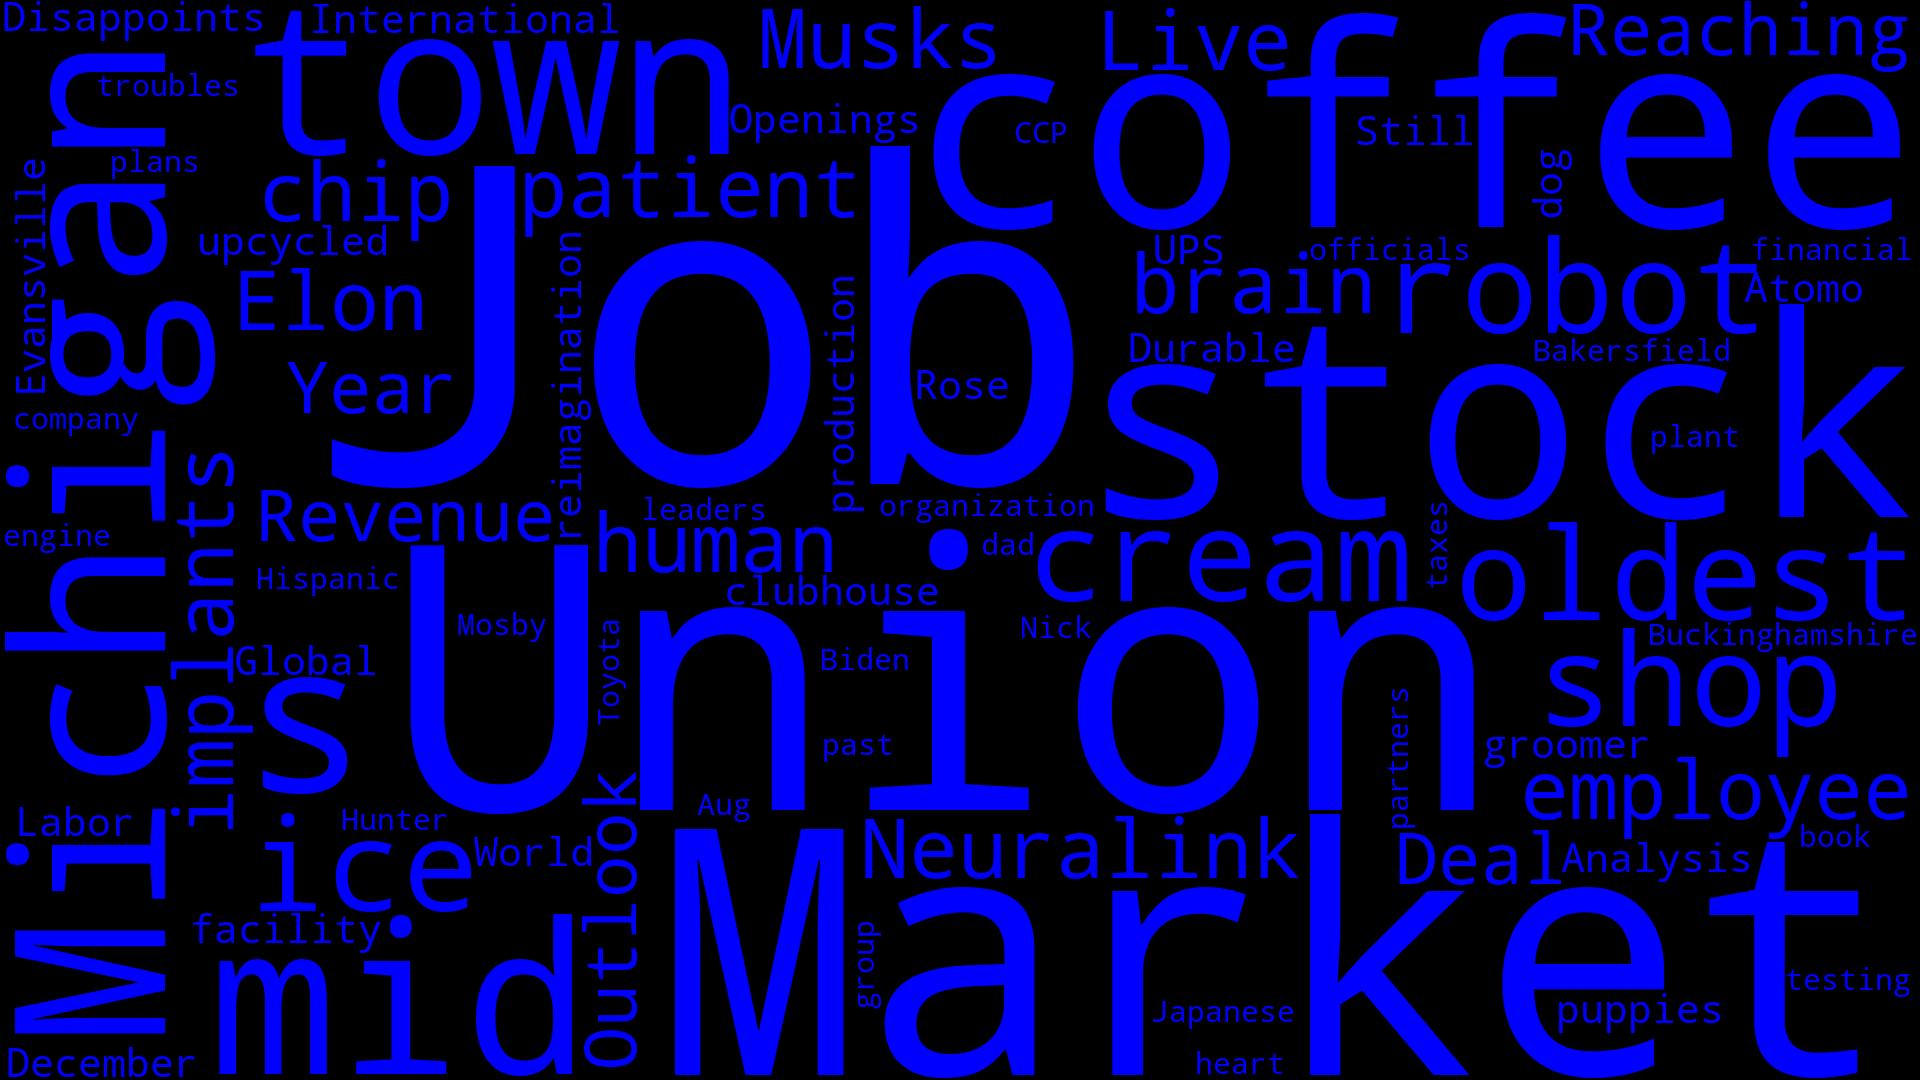 Disappoints
International
town
Musks
Live
coffee
Reaching
troubles
Openings
CCP
Still
dog
plans
Evansville
Michigan
chip
patient
Job
upcycled
UPS
officials
financial
brain
robot
Atomo
Elon
reimagination
production
Durable
Bakersfield
Year
Rose
stock
company
plant
implants
Revenue
leaders
organization
taxes
engine
human
dad
cream
oldest
Hispanic
clubhouse
Mosby
Toyota
Nick
Union
Buckinghamshire
Global
s
Biden
shop
past
partners
groomer
Outlook
Aug
employee
Labor
Hunter
ice
World
Neuralink
Deal
Analysis
book
facility
mid
Market
group
testing
Japanese
puppies
December
heart